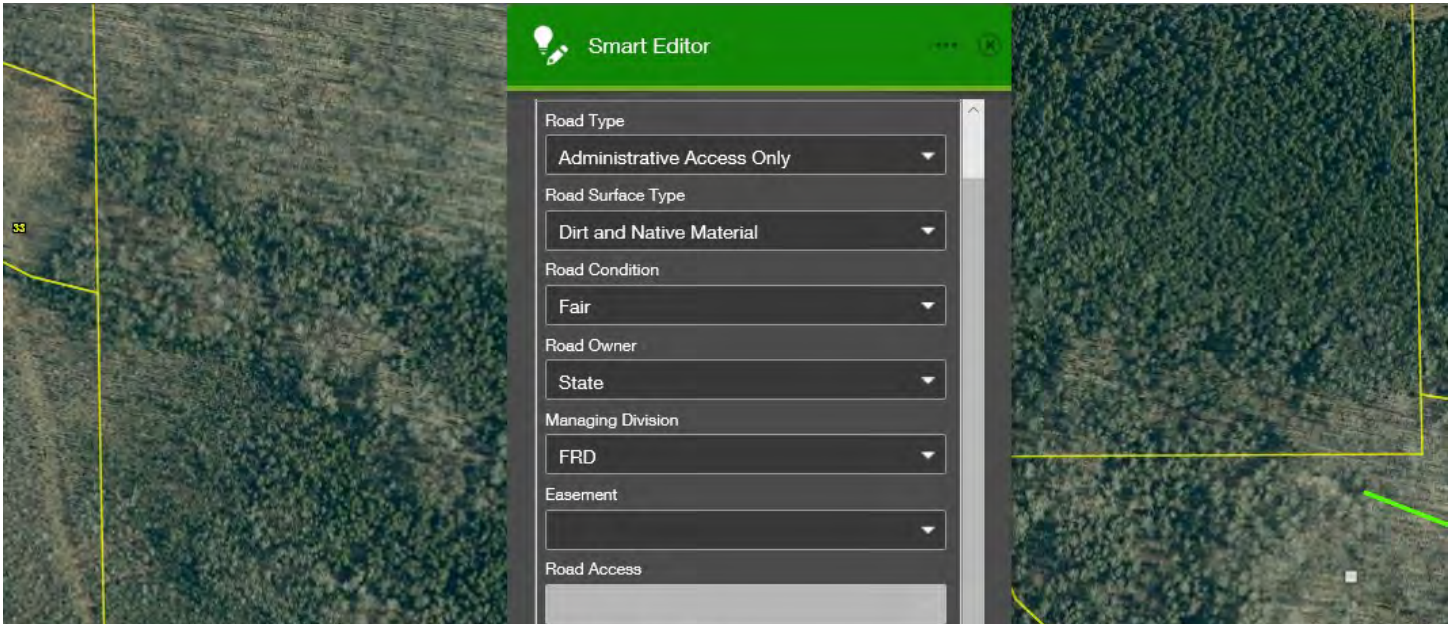 Smart Editor
Road Type
Administrative Access Only
Road Surface Type
Dirt and Native Material
Road Condition
Fair
Road Owner
State
Managing Division
FRD
Easement
Road Access
33